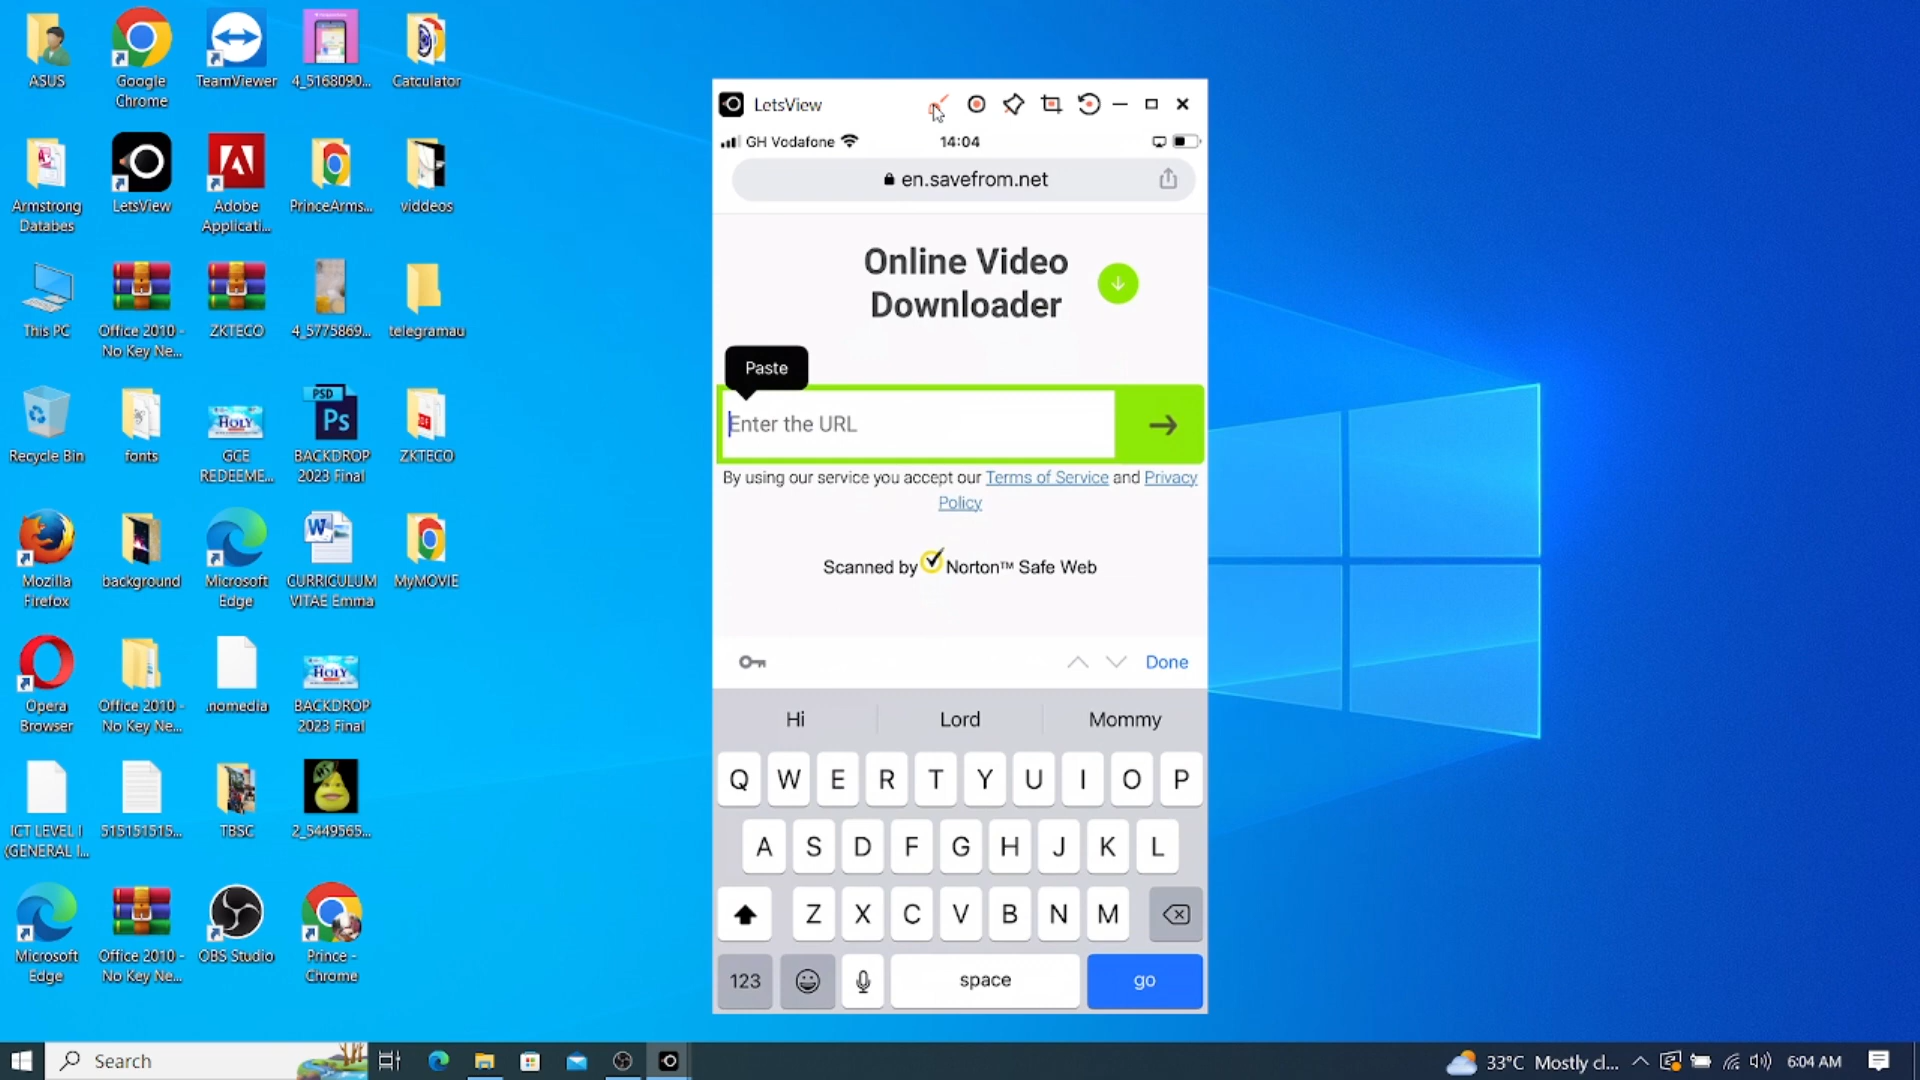 ASUS
Google
Chrome
TeamViewer
4_5168090...
Catculator
Armstrong
Databes
LetsView
Adobe
Applicati...
PrinceArms...
viddeos
This PC
Office 2010 -
No Key Ne...
ZKTECO
4_5775869...
telegramau
Recycle Bin
fonts
HOLY
GCE
REDEEME...
PSD
Ps
BACKDROP
2023 Final
ZKTECO
Mozilla
Firefox
background
Microsoft
Edge
CURRICULUM
VITAE Emma
MyMOVIE
Opera
Browser
Office 2010 -
No Key Ne...
.nomedia
HOLY
BACKDROP
2023 Final
ICT LEVEL I
(GENERAL I...
515151515...
TBSC
2_5449565...
Microsoft
Edge
Office 2010 -
No Key Ne...
OBS Studio
Prince -
Chrome
LetsView
GH Vodafone
14:04
en.savefrom.net
Online Video
Downloader
Paste
Enter the URL
By using our service you accept our Terms of Service and Privacy
Policy
Scanned by Norton™ Safe Web
Done
Hi Lord Mommy
Q W E R T Y U I O P
A S D F G H J K L
Z X C V B N M
123 space go
Search
33°C Mostly cl...
6:04 AM